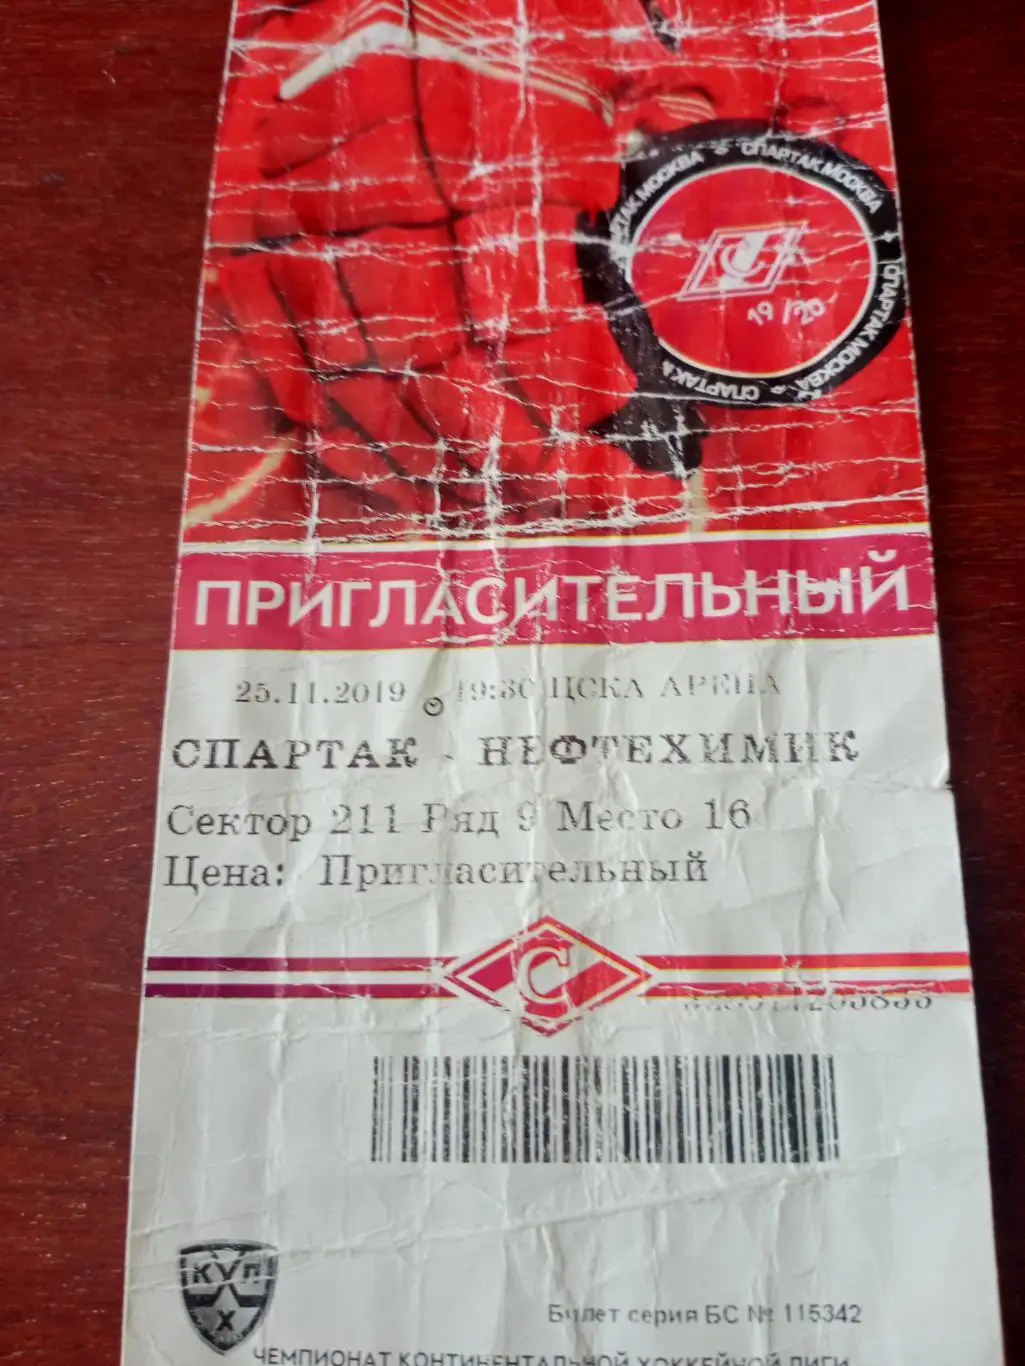 СПАРТАК МОСКВА
СПАРТАК МОСКВА
С
19/20
ПРИГЛАСИТЕЛЬНЫЙ
25.11.2019 19:30 ЦСКА АРЕНА
СПАРТАК - НЕФТЕХИМИК
Сектор 211 Ряд 9 Место 16
Цена: Пригласительный
С
КХЛ
Билет серия БС № 115342
ЧЕМПИОНАТ КОНТИНЕНТАЛЬНОЙ ХОККЕЙНОЙ ЛИГИ